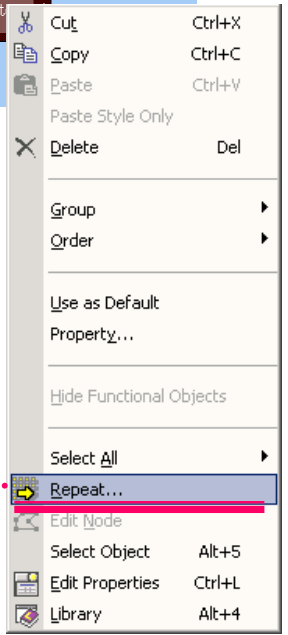 Cut Ctrl+X
Copy Ctrl+C
Paste Ctrl+V
Paste Style Only
Delete Del
Group
Order
Use as Default
Property...
Hide Functional Objects
Select All
Repeat...
Edit Node
Select Object Alt+5
Edit Properties Ctrl+L
Library Alt+4